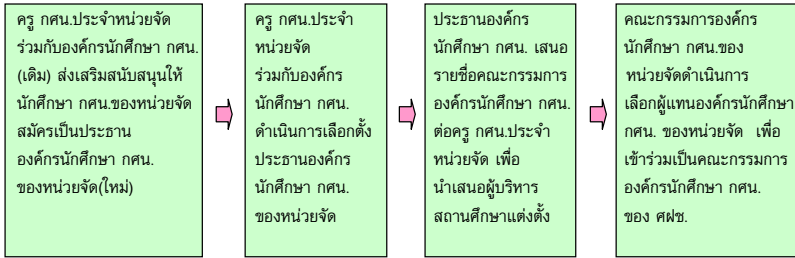 ครู กศน.ประจำหน่วยจัด
ร่วมกับองค์กรนักศึกษา กศน.
(เดิม) ส่งเสริมสนับสนุนให้
นักศึกษา กศน.ของหน่วยจัด
สมัครเป็นประธาน
องค์กรนักศึกษา กศน.
ของหน่วยจัด(ใหม่)
ครู กศน.ประจำ
หน่วยจัด
ร่วมกับองค์กร
นักศึกษา กศน.
ดำเนินการเลือกตั้ง
ประธานองค์กร
นักศึกษา กศน.
ของหน่วยจัด
ประธานองค์กร
นักศึกษา กศน. เสนอ
รายชื่อคณะกรรมการ
องค์กรนักศึกษา กศน.
ต่อครู กศน.ประจำ
หน่วยจัด เพื่อ
นำเสนอผู้บริหาร
สถานศึกษาแต่งตั้ง
คณะกรรมการองค์กร
นักศึกษา กศน.ของ
หน่วยจัดดำเนินการ
เลือกผู้แทนองค์กรนักศึกษา
กศน. ของหน่วยจัด เพื่อ
เข้าร่วมเป็นคณะกรรมการ
องค์กรนักศึกษา กศน.
ของ ศฝช.